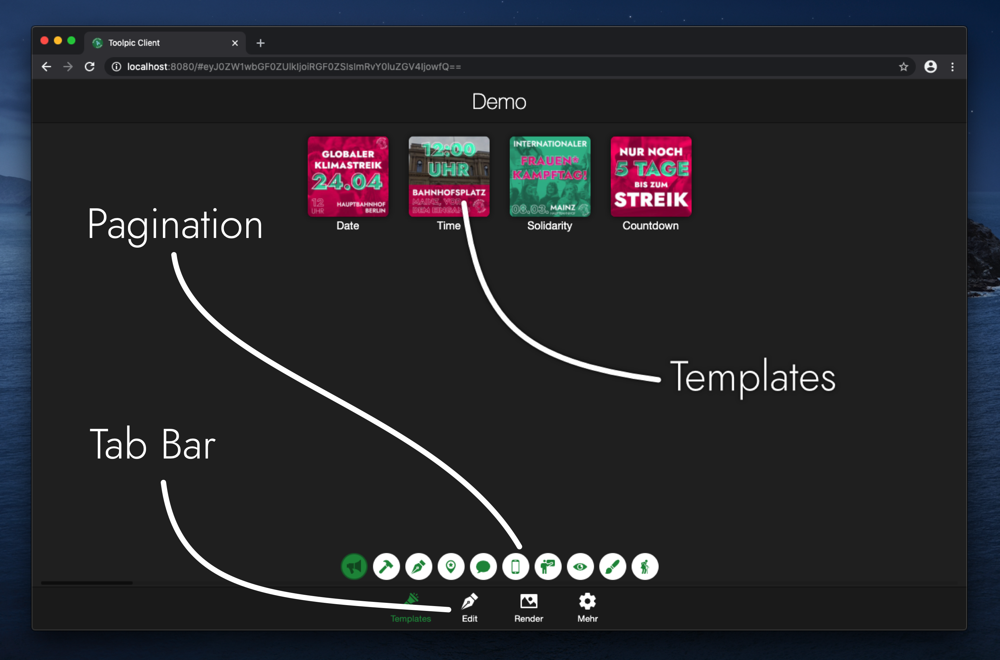 Toolpic Client
localhost:8080/#eyJ0ZW1wbGF0ZUlkIjoiRGF0ZSIsImRvY0luZGV4IjowfQ==
Demo
GLOBALER
KLIMASTREIK
24.04
12
UHR
HAUPTBAHNHOF
BERLIN
Date
12:00
UHR
BAHNHOFSPLATZ
MAINZ, VOR
DEM EINGANG
Time
INTERNATIONALER
FRAUEN*
KAMPFTAG!
08.03. MAINZ
HAUPTBAHNHOF
Solidarity
NUR NOCH
5 TAGE
BIS ZUM
STREIK
Countdown
Pagination
Templates
Tab Bar
Templates
Edit
Render
Mehr